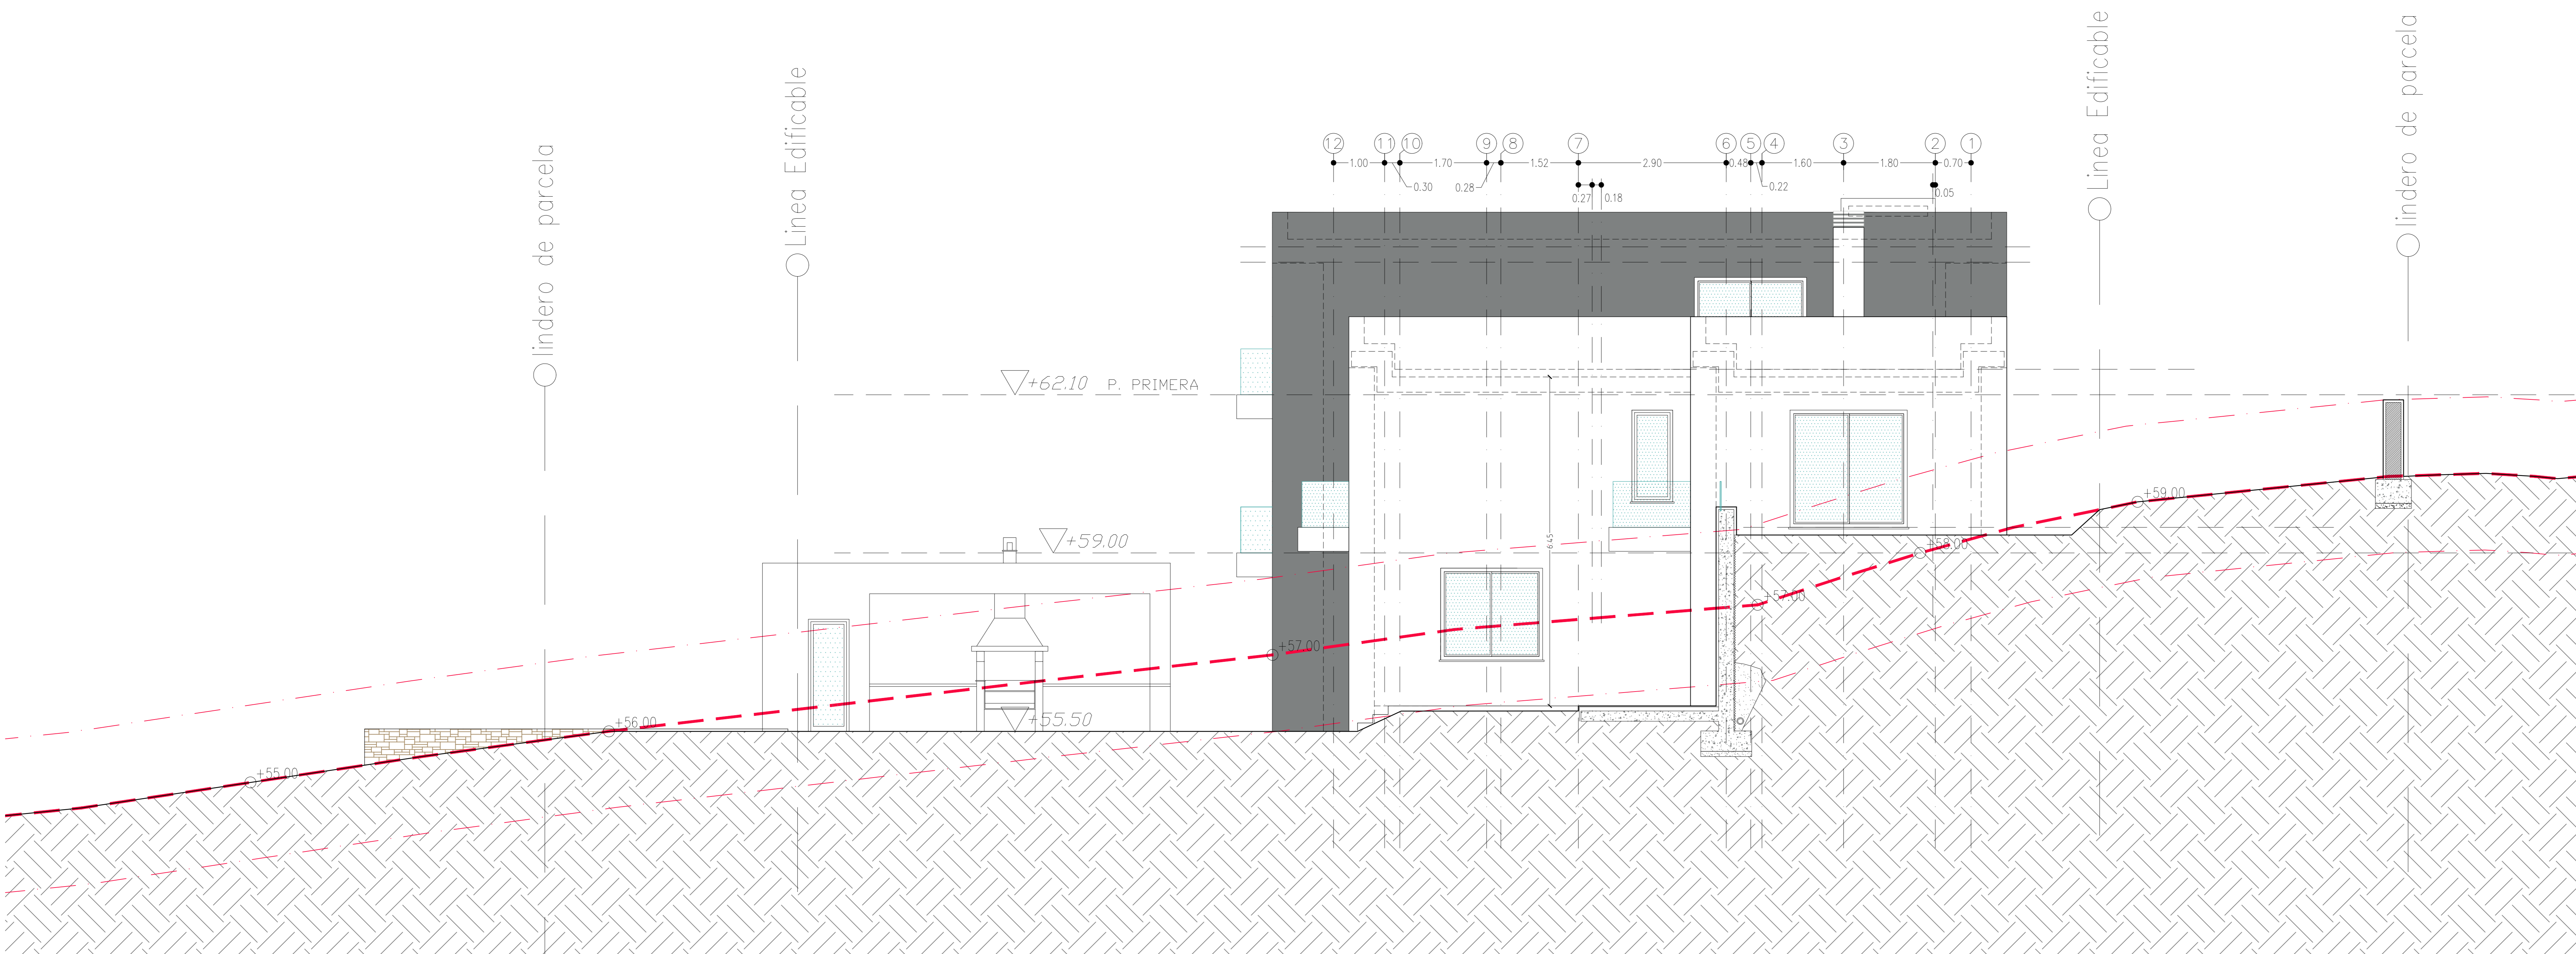 lindero de parcela
Linea Edificable
Linea Edificable
lindero de parcela
12 11 10 9 8 7 6 5 4 3 2 1
1.00 1.70 1.52 2.90 0.48 1.60 1.80 0.70
0.30 0.28 0.27 0.18 0.22 0.05
+62.10 P. PRIMERA
+59.00
+59.00
+58.00
6.45
+57.00
+57.00
+55.50
+56.00
+55.00